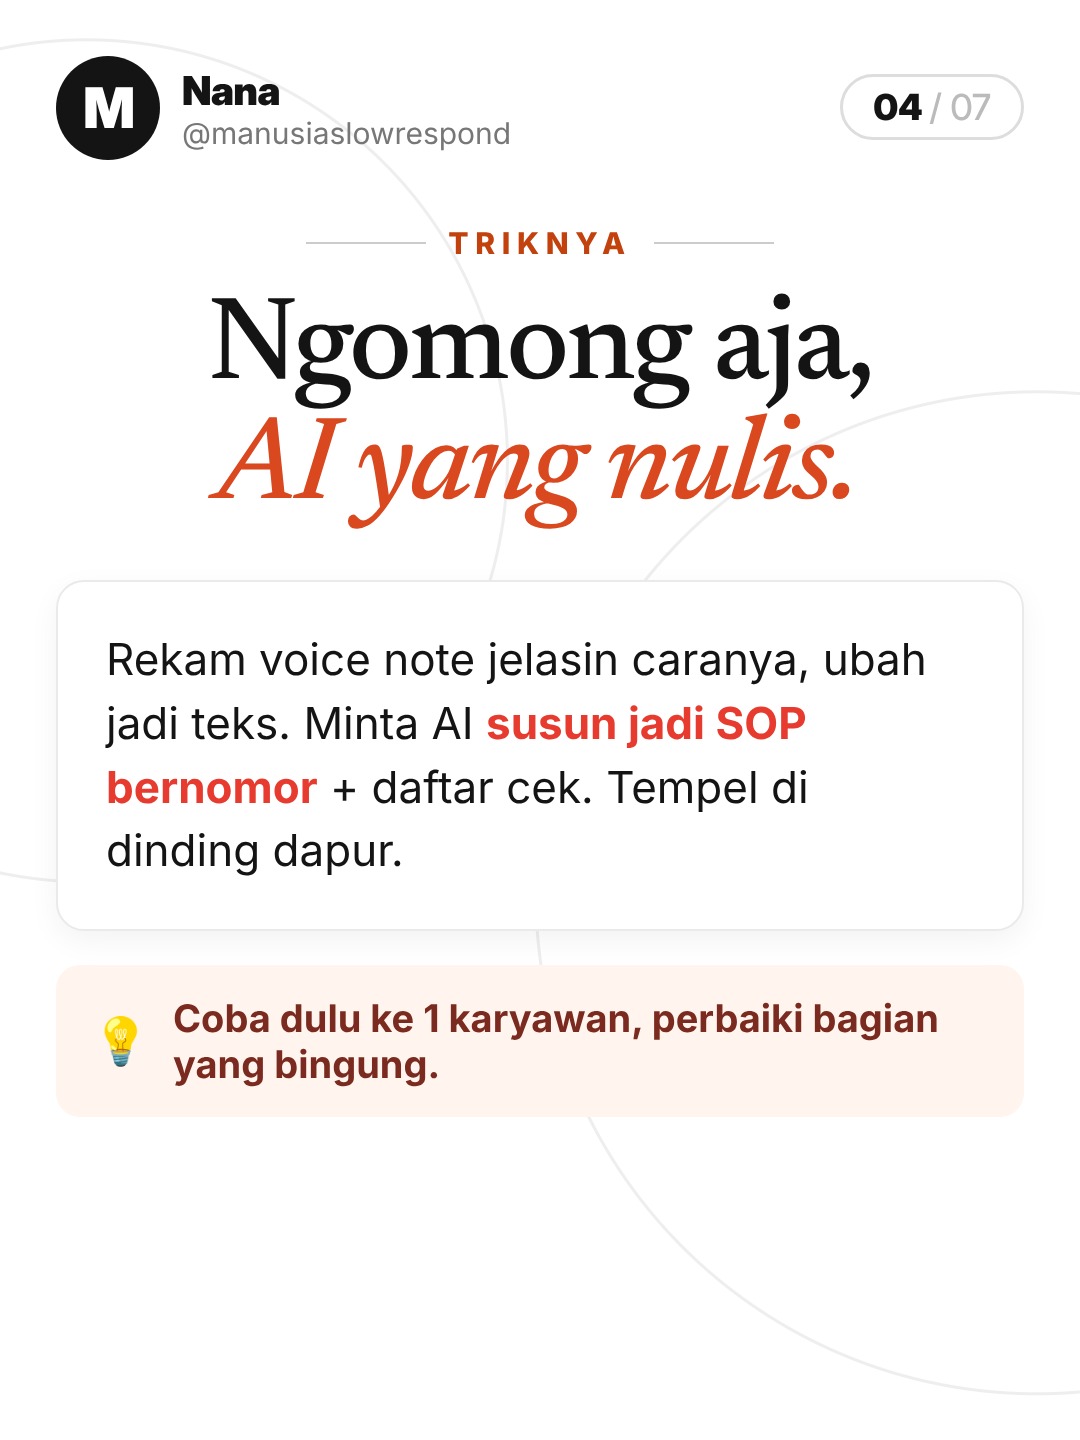 M
Nana
@manusiaslowrespond
04 / 07
TRIKNYA
Ngomong aja,
AI yang nulis.
Rekam voice note jelasin caranya, ubah
jadi teks. Minta AI susun jadi SOP
bernomor + daftar cek. Tempel di
dinding dapur.
Coba dulu ke 1 karyawan, perbaiki bagian
yang bingung.